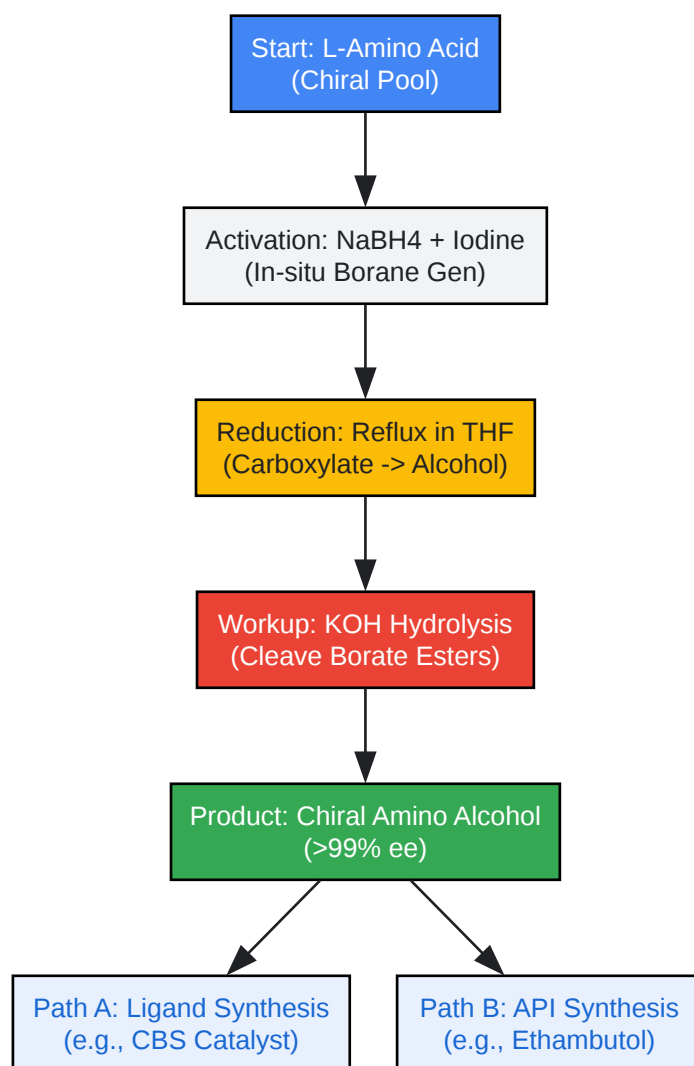 Start: L-Amino Acid
(Chiral Pool)
Activation: NaBH4 + Iodine
(In-situ Borane Gen)
Reduction: Reflux in THF
(Carboxylate -> Alcohol)
Workup: KOH Hydrolysis
(Cleave Borate Esters)
Product: Chiral Amino Alcohol
(>99% ee)
Path A: Ligand Synthesis
(e.g., CBS Catalyst)
Path B: API Synthesis
(e.g., Ethambutol)